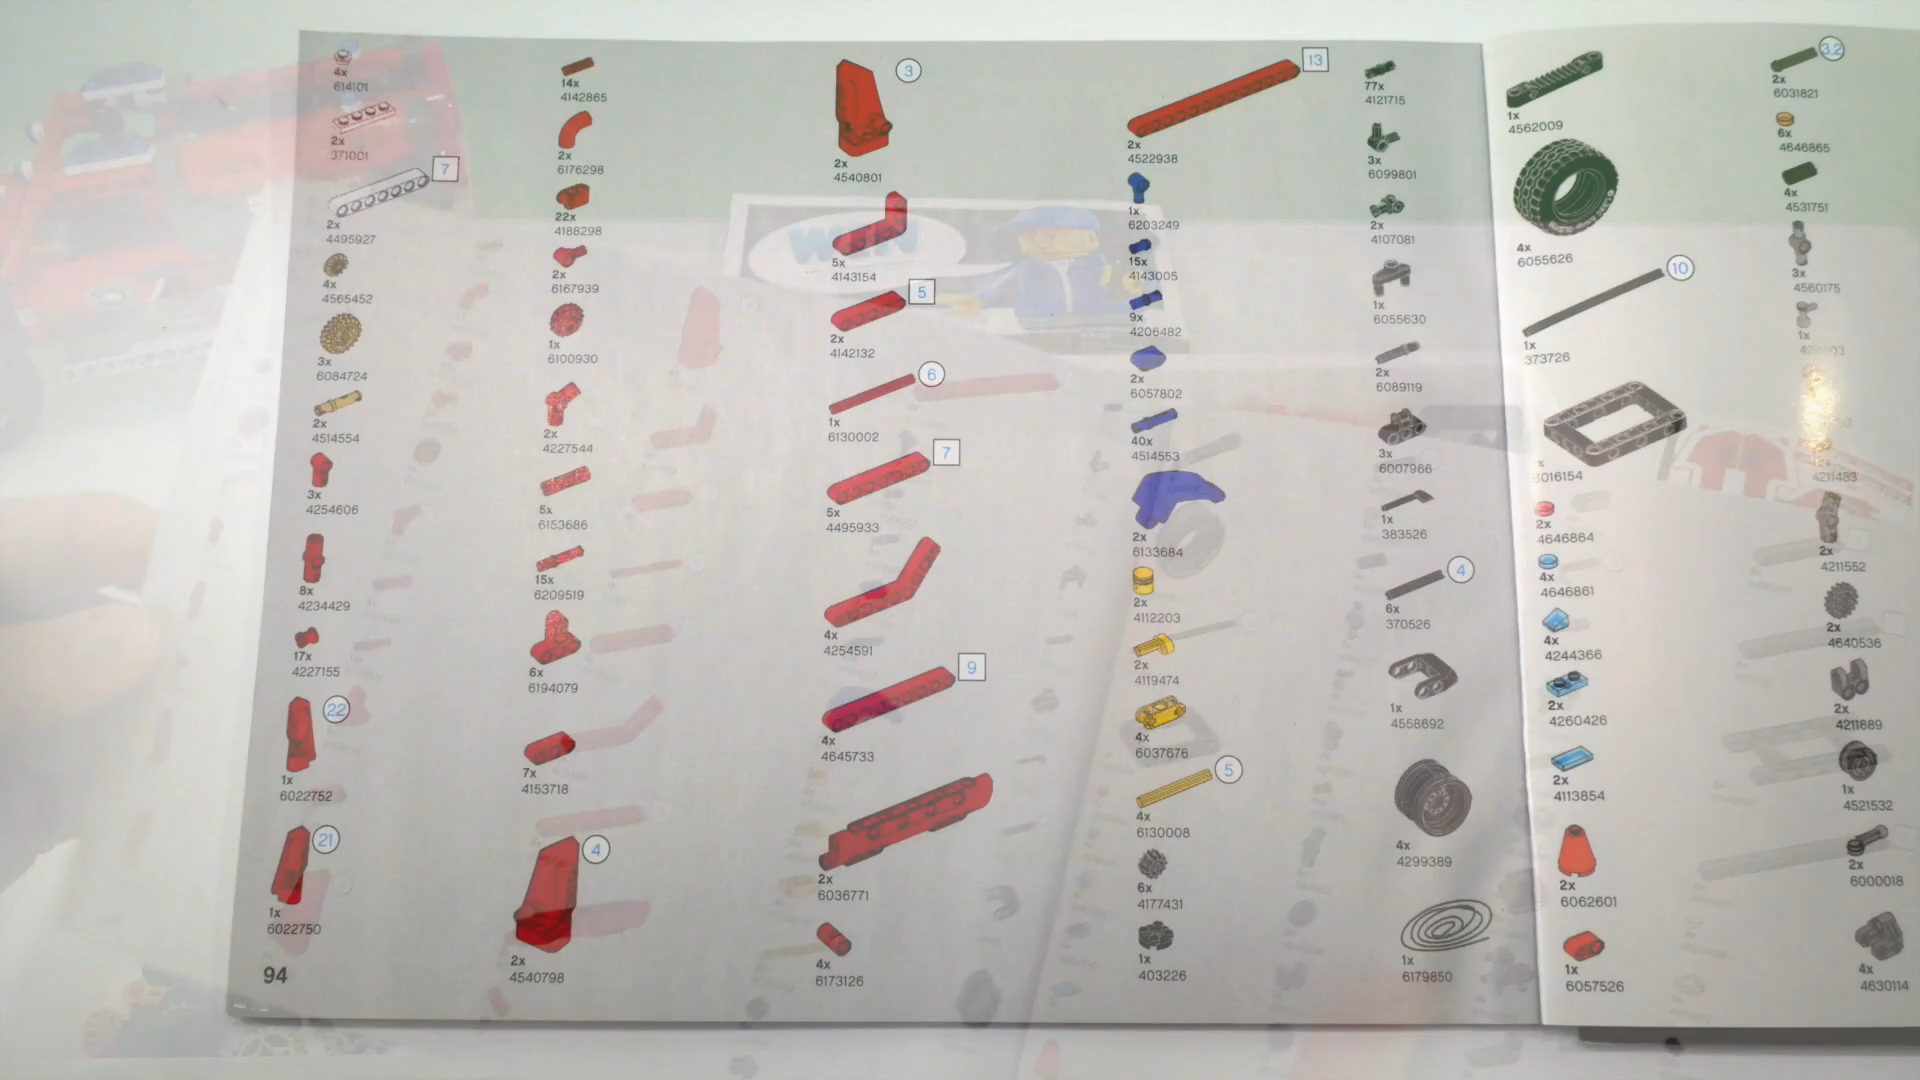 4x
614101
2x
371001
7
2x
4495927
4x
4565452
3x
6084724
2x
4514554
3x
4254606
8x
4234429
17x
4227155
22
1x
6022752
21
1x
6022750
94
14x
4142865
2x
6176298
22x
4188298
2x
6167939
1x
6100930
2x
4227544
5x
6153686
15x
6209519
6x
6194079
7x
4153718
4
2x
4540798
3
2x
4540801
5x
4143154
5
2x
4142132
6
1x
6130002
7
5x
4495933
4x
4254591
9
4x
4645733
2x
6036771
4x
6173126
13
2x
4522938
1x
6203249
15x
4143005
9x
4206482
2x
6057802
40x
4514553
2x
6133684
2x
4112203
2x
4119474
4x
6037676
5
4x
6130008
6x
4177431
1x
403226
77x
4121715
3x
6099801
2x
4107081
1x
6055630
2x
6089119
3x
6007966
1x
383526
4
6x
370526
1x
4558692
4x
4299389
1x
6179850
1x
4562009
4x
6055626
10
1x
373726
2x
4646864
4x
4646861
4x
4244366
2x
4260426
2x
4113854
2x
6062601
1x
6057526
3.2
2x
6031821
6x
4646865
4x
4531751
3x
4560175
1x
4211483
2x
4211552
2x
4640536
2x
4211889
1x
4521532
2x
6000018
4x
4630114
WIN